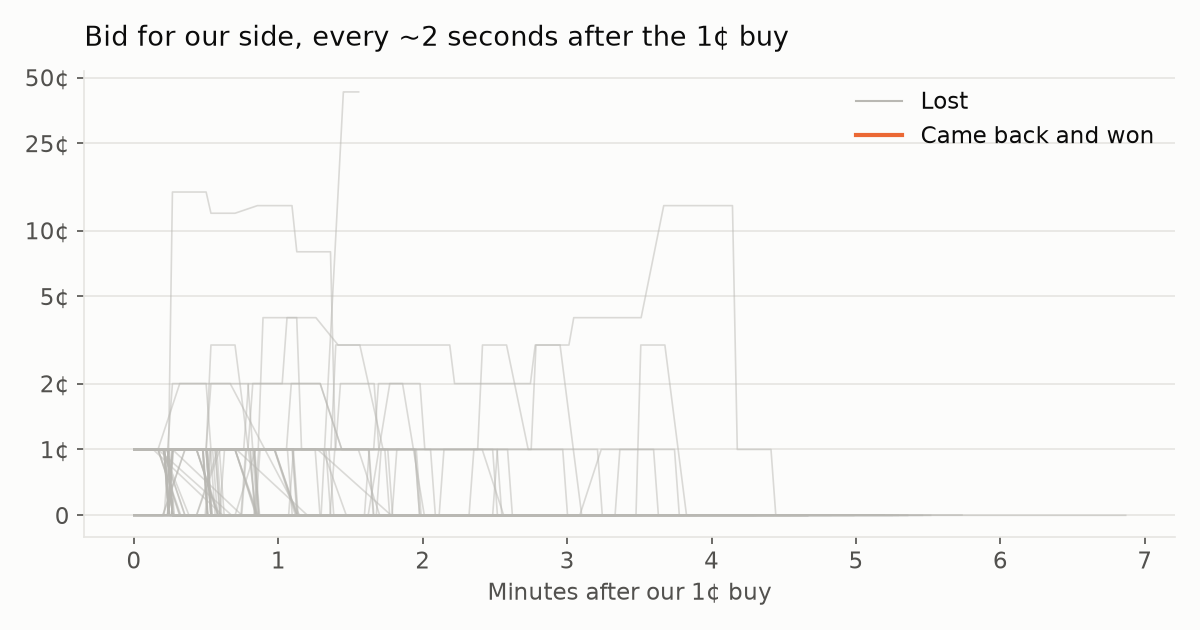 Bid for our side, every ~2 seconds after the 1¢ buy
50¢
25¢
10¢
5¢
2¢
1¢
0
Lost
Came back and won
0 1 2 3 4 5 6 7
Minutes after our 1¢ buy